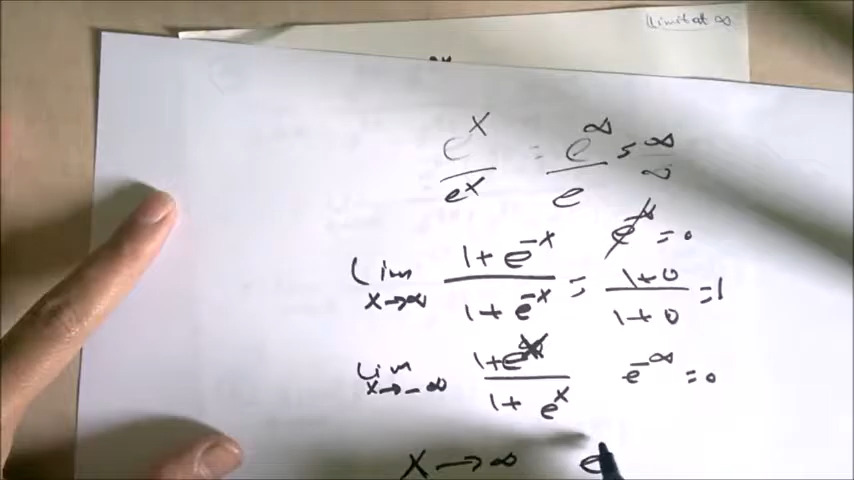 Limit at ∞
e^x / e^x = e^∞ / e = ∞ / ∞
e^-x = 0
Lim x→∞ (1 + e^-x) / (1 + e^-x) = (1+0) / (1+0) = 1
Lim x→-∞ (1 + e^x) / (1 + e^x) e^-∞ = 0
x → ∞ e